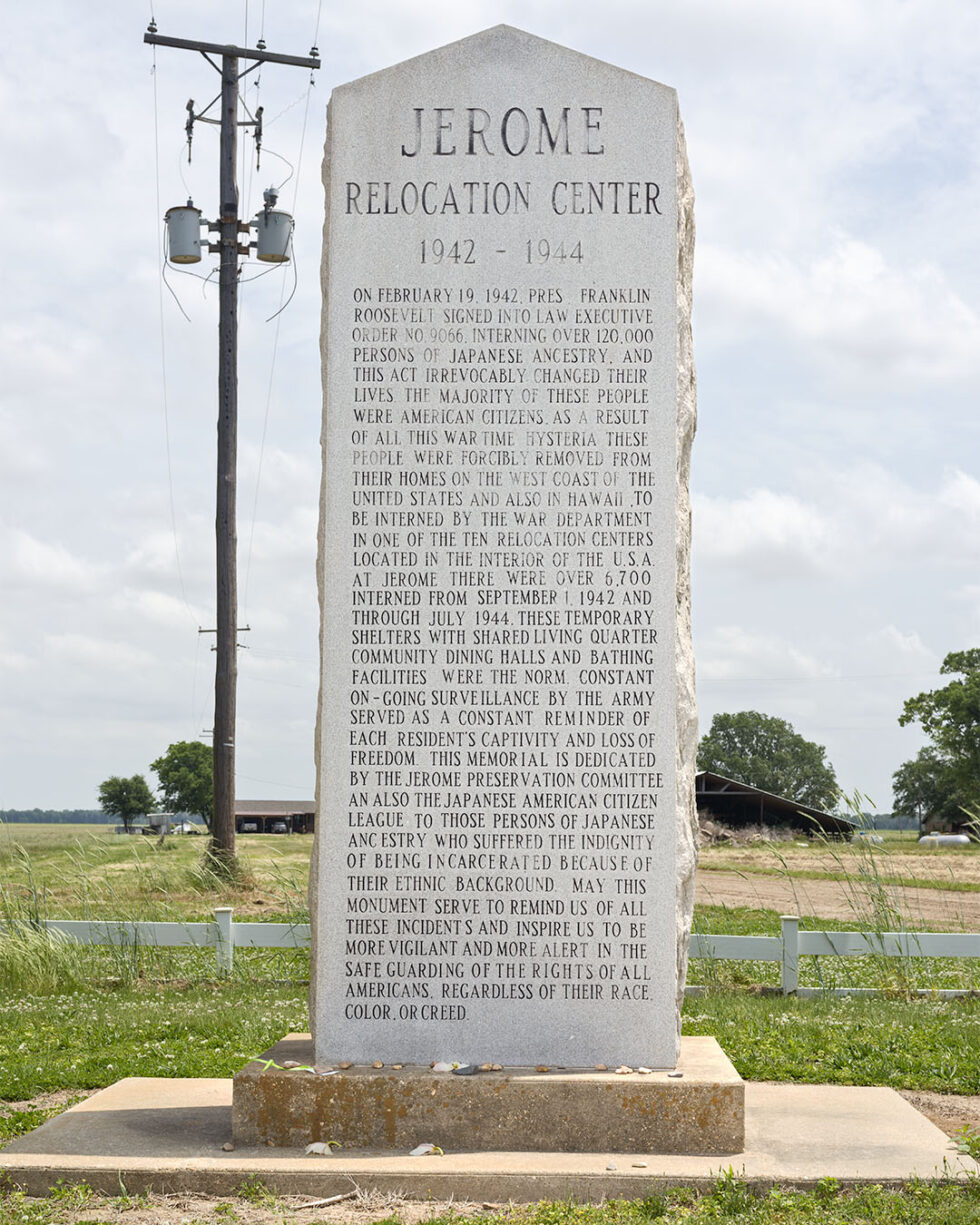 JEROME
RELOCATION CENTER
1942 - 1944
ON FEBRUARY 19, 1942, PRES FRANKLIN
ROOSEVELT SIGNED INTO LAW EXECUTIVE
ORDER NO. 9066, INTERNING OVER 120,000
PERSONS OF JAPANESE ANCESTRY, AND
THIS ACT IRREVOCABLY CHANGED THEIR
LIVES THE MAJORITY OF THESE PEOPLE
WERE AMERICAN CITIZENS, AS A RESULT
OF ALL THIS WAR TIME HYSTERIA THESE
PEOPLE WERE FORCIBLY REMOVED FROM
THEIR HOMES ON THE WEST COAST OF THE
UNITED STATES AND ALSO IN HAWAII ,TO
BE INTERNED BY THE WAR DEPARTMENT
IN ONE OF THE TEN RELOCATION CENTERS
LOCATED IN THE INTERIOR OF THE U.S.A.
AT JEROME THERE WERE OVER 6,700
INTERNED FROM SEPTEMBER 1, 1942 AND
THROUGH JULY 1944. THESE TEMPORARY
SHELTERS WITH SHARED LIVING QUARTER
COMMUNITY DINING HALLS AND BATHING
FACILITIES WERE THE NORM. CONSTANT
ON-GOING SURVEILLANCE BY THE ARMY
SERVED AS A CONSTANT REMINDER OF
EACH RESIDENT'S CAPTIVITY AND LOSS OF
FREEDOM. THIS MEMORIAL IS DEDICATED
BY THE JEROME PRESERVATION COMMITTEE
AN ALSO THE JAPANESE AMERICAN CITIZEN
LEAGUE TO THOSE PERSONS OF JAPANESE
ANCESTRY WHO SUFFERED THE INDIGNITY
OF BEING INCARCERATED BECAUSE OF
THEIR ETHNIC BACKGROUND. MAY THIS
MONUMENT SERVE TO REMIND US OF ALL
THESE INCIDENTS AND INSPIRE US TO BE
MORE VIGILANT AND MORE ALERT IN THE
SAFE GUARDING OF THE RIGHTS OF ALL
AMERICANS, REGARDLESS OF THEIR RACE,
COLOR, OR CREED.